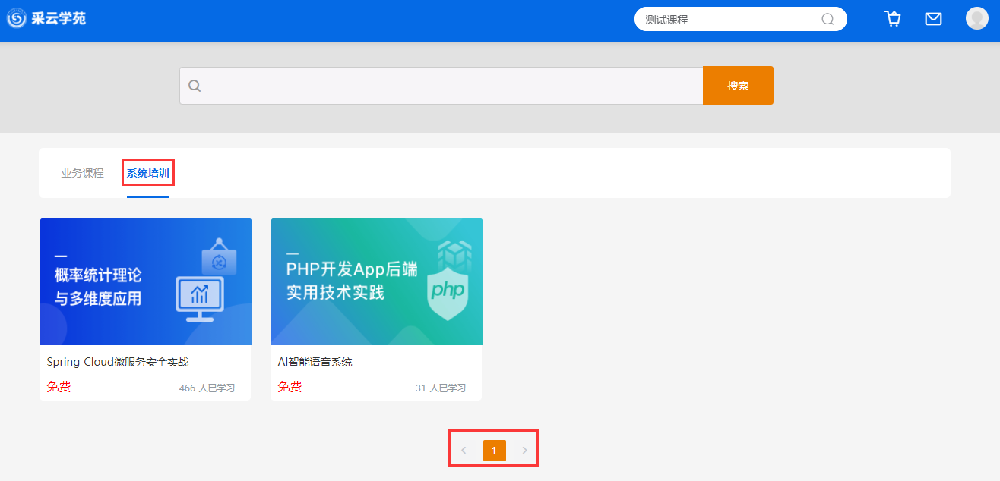 采云学苑
测试课程
搜索
业务课程
系统培训
概率统计理论
与多维度应用
PHP开发App后端
实用技术实践
php
Spring Cloud微服务安全实战
免费
466 人已学习
AI智能语音系统
免费
31 人已学习
1